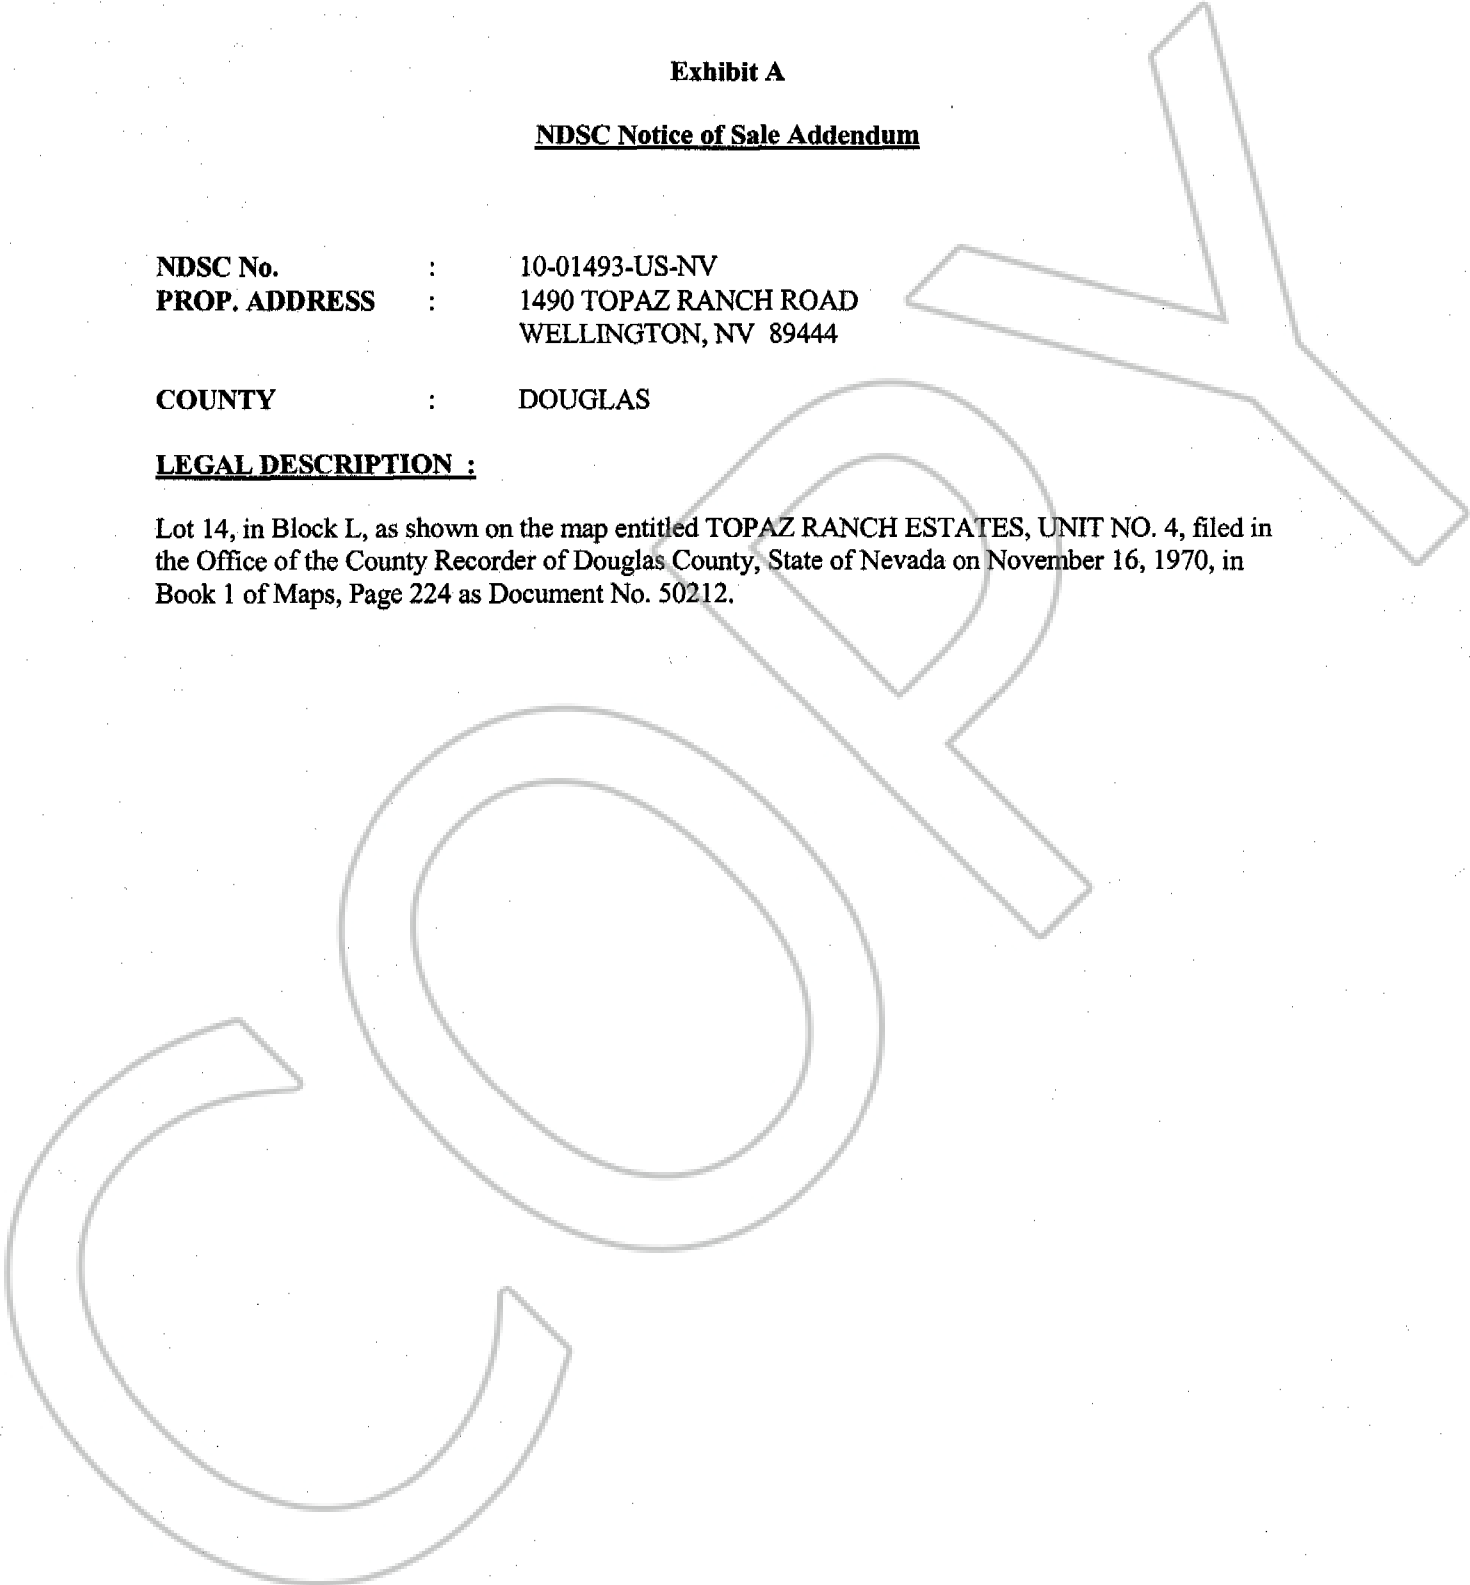 Exhibit A
NDSC Notice of Sale Addendum
NDSC No. : 10-01493-US-NV
PROP. ADDRESS : 1490 TOPAZ RANCH ROAD
WELLINGTON, NV 89444
COUNTY : DOUGLAS
LEGAL DESCRIPTION :
Lot 14, in Block L, as shown on the map entitled TOPAZ RANCH ESTATES, UNIT NO. 4, filed in
the Office of the County Recorder of Douglas County, State of Nevada on November 16, 1970, in
Book 1 of Maps, Page 224 as Document No. 50212.
COPY